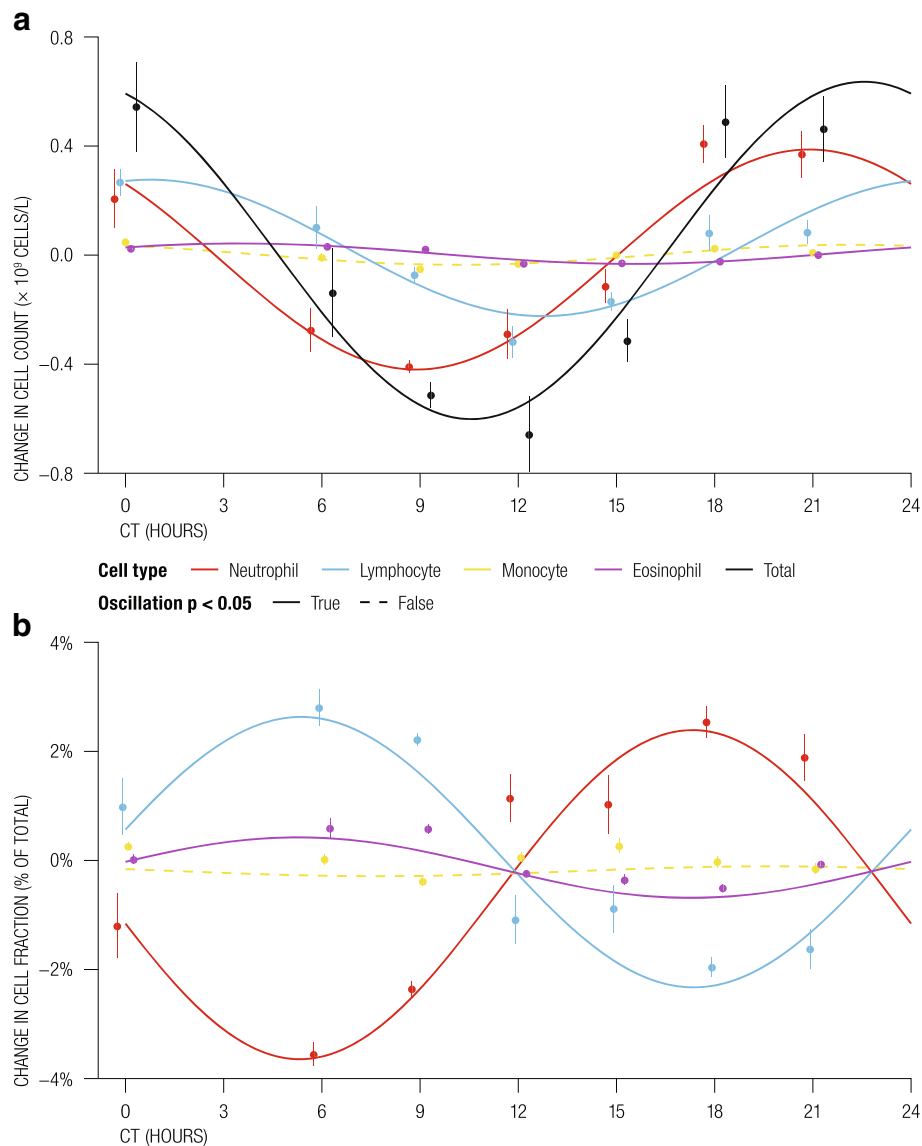 a
CHANGE IN CELL COUNT (× 10⁹ CELLS/L)
0.8
0.4
0.0
−0.4
−0.8
0 3 6 9 12 15 18 21 24
CT (HOURS)
Cell type Neutrophil Lymphocyte Monocyte Eosinophil Total
Oscillation p < 0.05 True False
b
CHANGE IN CELL FRACTION (% OF TOTAL)
4%
2%
0%
−2%
−4%
0 3 6 9 12 15 18 21 24
CT (HOURS)